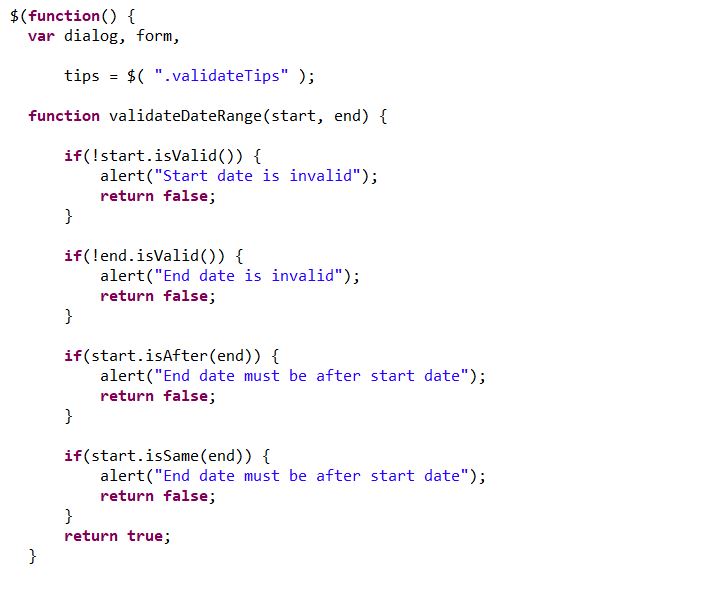 $(function() {
  var dialog, form,

      tips = $( ".validateTips" );

  function validateDateRange(start, end) {

      if(!start.isValid()) {
          alert("Start date is invalid");
          return false;
      }

      if(!end.isValid()) {
          alert("End date is invalid");
          return false;
      }

      if(start.isAfter(end)) {
          alert("End date must be after start date");
          return false;
      }

      if(start.isSame(end)) {
          alert("End date must be after start date");
          return false;
      }
      return true;
  }